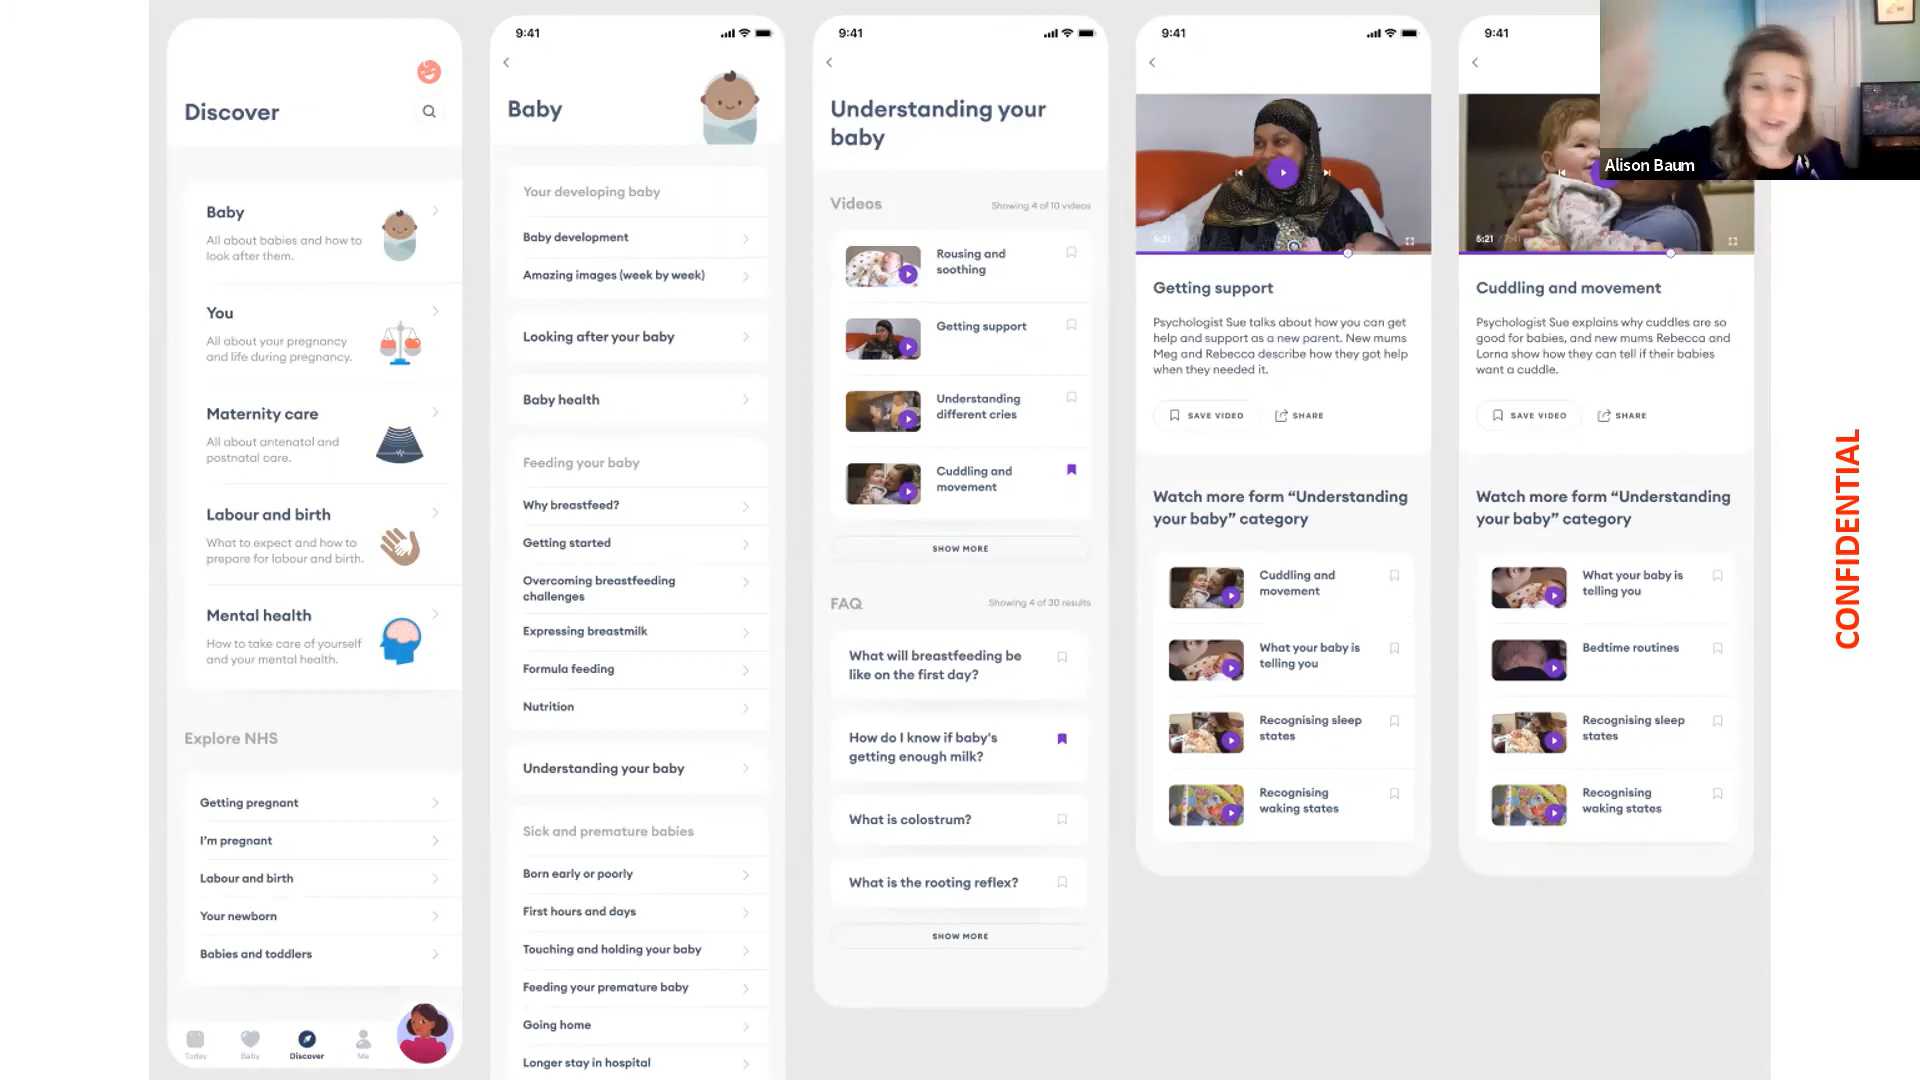 Discover
Baby
All about babies and how to
look after them.
You
All about your pregnancy
and life during pregnancy.
Maternity care
All about antenatal and
postnatal care.
Labour and birth
What to expect and how to
prepare for labour and birth.
Mental health
How to take care of yourself
and your mental health.
Explore NHS
Getting pregnant
I'm pregnant
Labour and birth
Your newborn
Babies and toddlers
Today
Baby
Discover
Me
9:41
Baby
Your developing baby
Baby development
Amazing images (week by week)
Looking after your baby
Baby health
Feeding your baby
Why breastfeed?
Getting started
Overcoming breastfeeding
challenges
Expressing breastmilk
Formula feeding
Nutrition
Understanding your baby
Sick and premature babies
Born early or poorly
First hours and days
Touching and holding your baby
Feeding your premature baby
Going home
Longer stay in hospital
9:41
Understanding your
baby
Videos
Showing 4 of 10 videos
Rousing and
soothing
Getting support
Understanding
different cries
Cuddling and
movement
SHOW MORE
FAQ
Showing 4 of 30 results
What will breastfeeding be
like on the first day?
How do I know if baby's
getting enough milk?
What is colostrum?
What is the rooting reflex?
SHOW MORE
9:41
5:21
Getting support
Psychologist Sue talks about how you can get
help and support as a new parent. New mums
Meg and Rebecca describe how they got help
when they needed it.
SAVE VIDEO
SHARE
Watch more form “Understanding
your baby” category
Cuddling and
movement
What your baby is
telling you
Recognising sleep
states
Recognising
waking states
9:41
5:21 / 7:41
Cuddling and movement
Psychologist Sue explains why cuddles are so
good for babies, and new mums Rebecca and
Lorna show how they can tell if their babies
want a cuddle.
SAVE VIDEO
SHARE
Watch more form “Understanding
your baby” category
What your baby is
telling you
Bedtime routines
Recognising sleep
states
Recognising
waking states
Alison Baum
CONFIDENTIAL